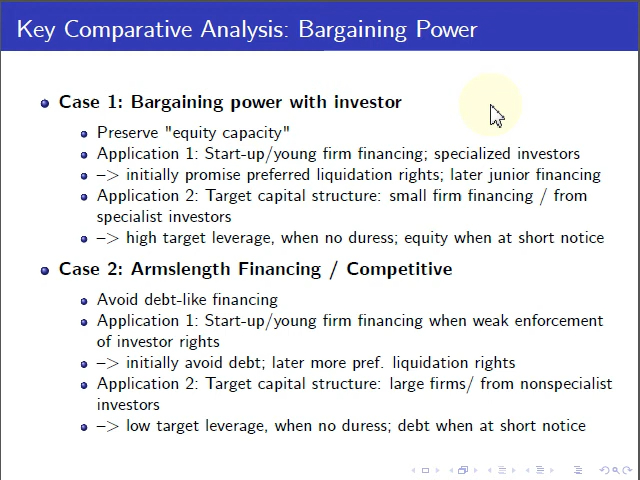 Key Comparative Analysis: Bargaining Power
Case 1: Bargaining power with investor
Preserve "equity capacity"
Application 1: Start-up/young firm financing; specialized investors
–> initially promise preferred liquidation rights; later junior financing
Application 2: Target capital structure: small firm financing / from
specialist investors
–> high target leverage, when no duress; equity when at short notice
Case 2: Armslength Financing / Competitive
Avoid debt-like financing
Application 1: Start-up/young firm financing when weak enforcement
of investor rights
–> initially avoid debt; later more pref. liquidation rights
Application 2: Target capital structure: large firms/ from nonspecialist
investors
–> low target leverage, when no duress; debt when at short notice